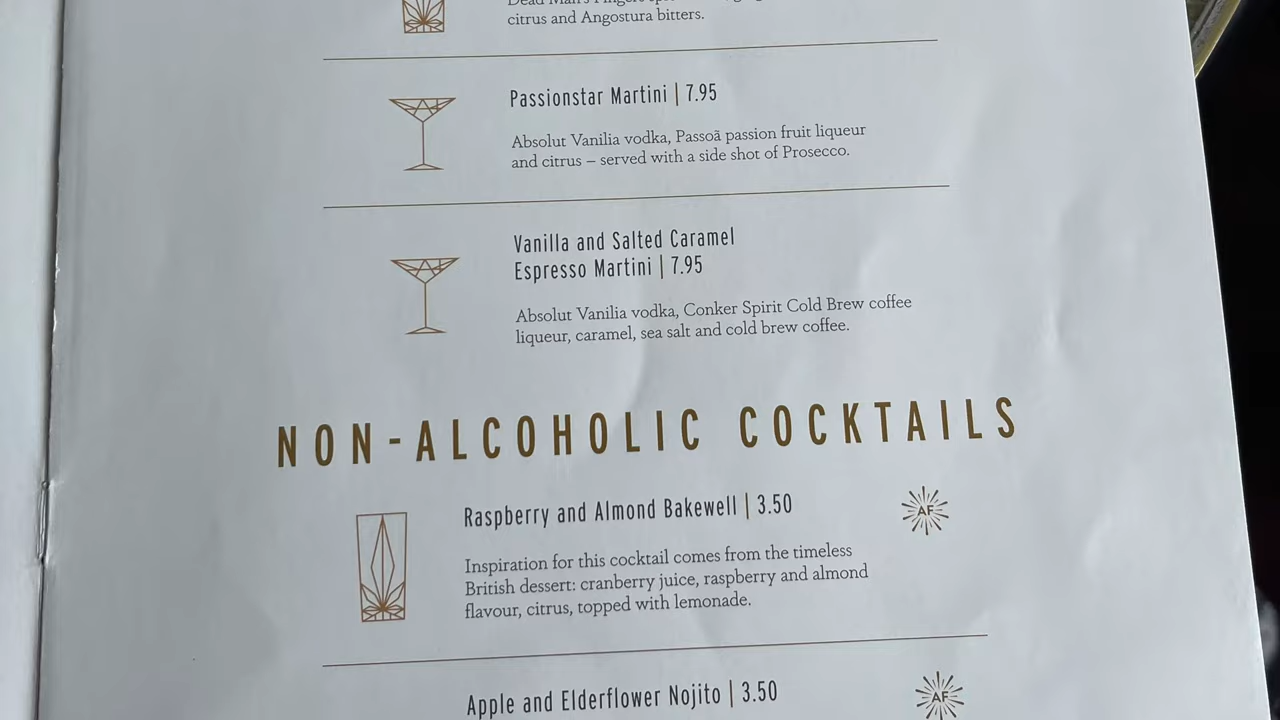 citrus and Angostura bitters.
Passionstar Martini | 7.95
Absolut Vanilia vodka, Passoã passion fruit liqueur
and citrus – served with a side shot of Prosecco.
Vanilla and Salted Caramel
Espresso Martini | 7.95
Absolut Vanilia vodka, Conker Spirit Cold Brew coffee
liqueur, caramel, sea salt and cold brew coffee.
NON-ALCOHOLIC COCKTAILS
Raspberry and Almond Bakewell | 3.50
AF
Inspiration for this cocktail comes from the timeless
British dessert: cranberry juice, raspberry and almond
flavour, citrus, topped with lemonade.
Apple and Elderflower Nojito | 3.50
AF